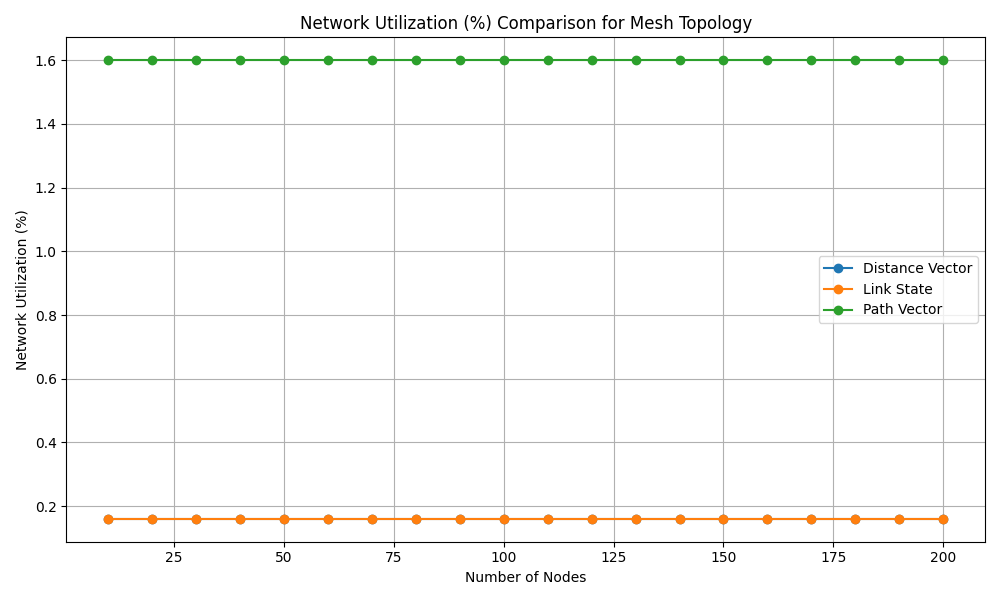 Network Utilization (%) Comparison for Mesh Topology
Network Utilization (%)
1.6
1.4
1.2
1.0
0.8
0.6
0.4
0.2
Distance Vector
Link State
Path Vector
25 50 75 100 125 150 175 200
Number of Nodes